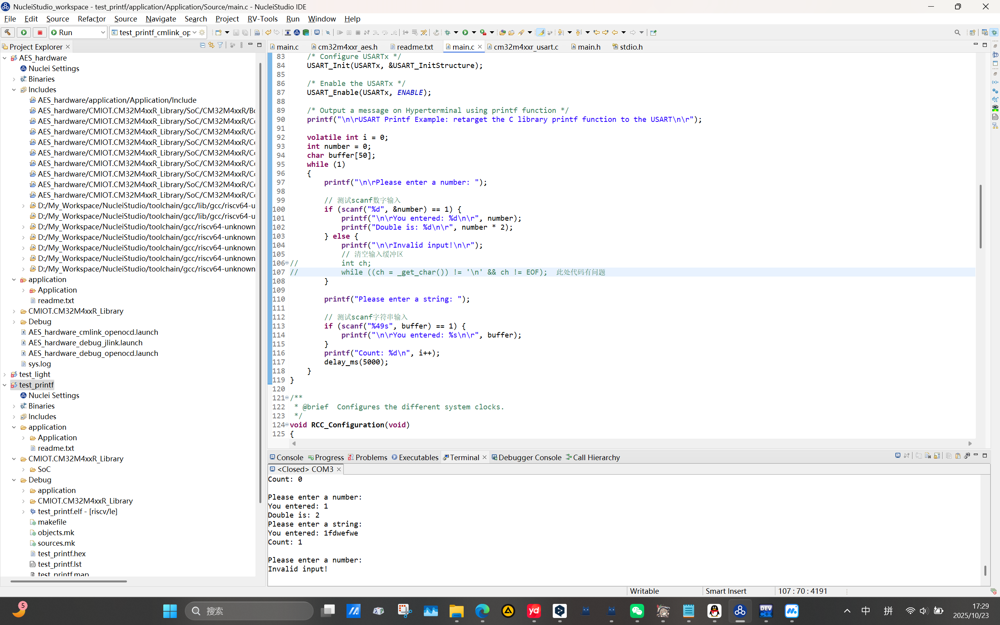 NucleiStudio_workspace - test_printf/application/Application/Source/main.c - NucleiStudio IDE
File Edit Source Refactor Source Navigate Search Project RV-Tools Run Window Help
Run test_printf_cmlink_op
Project Explorer
AES_hardware
Nuclei Settings
Binaries
Includes
AES_hardware/application/Application/Include
AES_hardware/CMIOT.CM32M4xxR_Library/SoC/CM32M4xxR/Bo
AES_hardware/CMIOT.CM32M4xxR_Library/SoC/CM32M4xxR/Co
AES_hardware/CMIOT.CM32M4xxR_Library/SoC/CM32M4xxR/Co
AES_hardware/CMIOT.CM32M4xxR_Library/SoC/CM32M4xxR/Co
AES_hardware/CMIOT.CM32M4xxR_Library/SoC/CM32M4xxR/Co
AES_hardware/CMIOT.CM32M4xxR_Library/SoC/CM32M4xxR/Co
AES_hardware/CMIOT.CM32M4xxR_Library/SoC/CM32M4xxR/Co
AES_hardware/CMIOT.CM32M4xxR_Library/SoC/CM32M4xxR/Co
AES_hardware/CMIOT.CM32M4xxR_Library/SoC/CM32M4xxR/Co
D:/My_Workspace/NucleiStudio/toolchain/gcc/lib/gcc/riscv64-u
D:/My_Workspace/NucleiStudio/toolchain/gcc/lib/gcc/riscv64-u
D:/My_Workspace/NucleiStudio/toolchain/gcc/riscv64-unknown
D:/My_Workspace/NucleiStudio/toolchain/gcc/riscv64-unknown
D:/My_Workspace/NucleiStudio/toolchain/gcc/riscv64-unknown
D:/My_Workspace/NucleiStudio/toolchain/gcc/riscv64-unknown
D:/My_Workspace/NucleiStudio/toolchain/gcc/riscv64-unknown
application
Application
readme.txt
CMIOT.CM32M4xxR_Library
Debug
AES_hardware_cmlink_openocd.launch
AES_hardware_debug_jlink.launch
AES_hardware_debug_openocd.launch
sys.log
test_light
test_printf
Nuclei Settings
Binaries
Includes
application
Application
readme.txt
CMIOT.CM32M4xxR_Library
SoC
Debug
application
CMIOT.CM32M4xxR_Library
test_printf.elf - [riscv/le]
makefile
objects.mk
sources.mk
test_printf.hex
test_printf.lst
test_printf.map
main.c cm32m4xxr_aes.h readme.txt main.c cm32m4xxr_usart.c main.h stdio.h
83 /* Configure USARTx */
84 USART_Init(USARTx, &USART_InitStructure);
85
86 /* Enable the USARTx */
87 USART_Enable(USARTx, ENABLE);
88
89 /* Output a message on Hyperterminal using printf function */
90 printf("\n\rUSART Printf Example: retarget the C library printf function to the USART\n\r");
91
92 volatile int i = 0;
93 int number = 0;
94 char buffer[50];
95 while (1)
96 {
97 printf("\n\rPlease enter a number: ");
98
99 // 测试scanf数字输入
100 if (scanf("%d", &number) == 1) {
101 printf("\n\rYou entered: %d\n\r", number);
102 printf("Double is: %d\n\r", number * 2);
103 } else {
104 printf("\n\rInvalid input!\n\r");
105 // 清空输入缓冲区
106 // int ch;
107 // while ((ch = _get_char()) != '\n' && ch != EOF); 此处代码有问题
108 }
109
110 printf("Please enter a string: ");
111
112 // 测试scanf字符串输入
113 if (scanf("%49s", buffer) == 1) {
114 printf("\n\rYou entered: %s\n\r", buffer);
115 }
116 printf("Count: %d\n", i++);
117 delay_ms(5000);
118 }
119 }
120
121 /**
122 * @brief Configures the different system clocks.
123 */
124 void RCC_Configuration(void)
125 {
Console Progress Problems Executables Terminal Debugger Console Call Hierarchy
<Closed> COM3
Count: 0
Please enter a number:
You entered: 1
Double is: 2
Please enter a string:
You entered: 1fdwefwe
Count: 1
Please enter a number:
Invalid input!
Writable Smart Insert 107 : 70 : 4191
5 搜索 yd DEV C++ 中 拼 17:29
2025/10/23